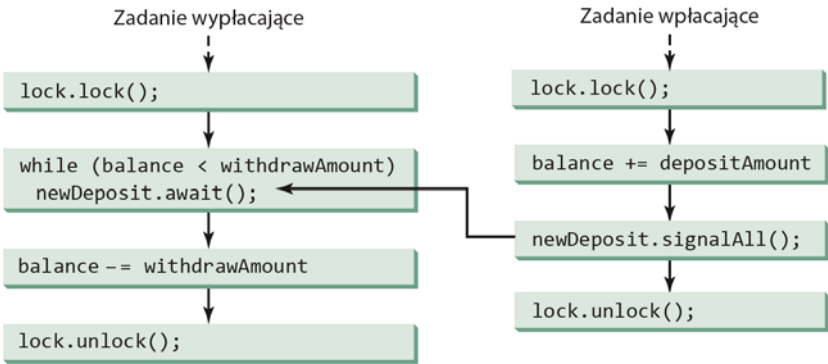 Zadanie wypłacające
lock.lock();
while (balance < withdrawAmount)
newDeposit.await();
balance -= withdrawAmount
lock.unlock();
Zadanie wpłacające
lock.lock();
balance += depositAmount
newDeposit.signalAll();
lock.unlock();